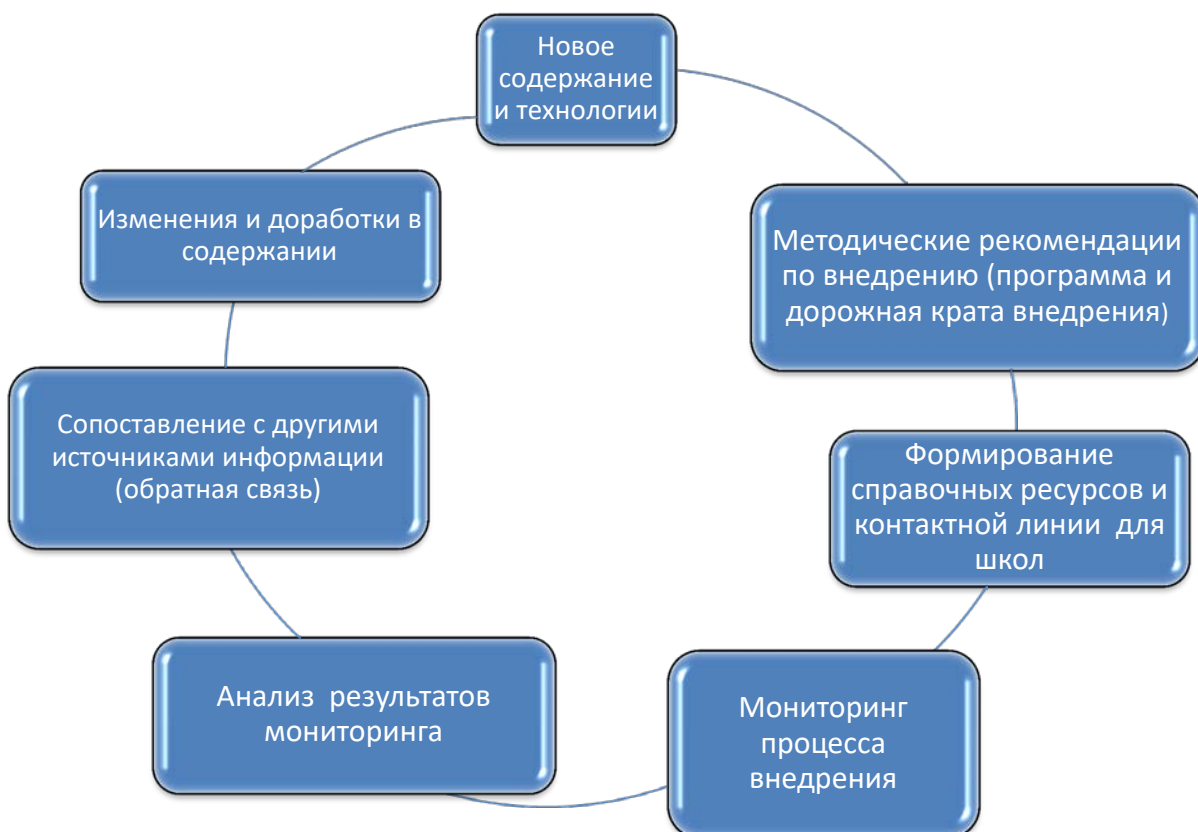 Новое
содержание
и технологии
Методические рекомендации
по внедрению (программа и
дорожная крата внедрения)
Формирование
справочных ресурсов и
контактной линии для
школ
Мониторинг
процесса
внедрения
Анализ результатов
мониторинга
Сопоставление с другими
источниками информации
(обратная связь)
Изменения и доработки в
содержании